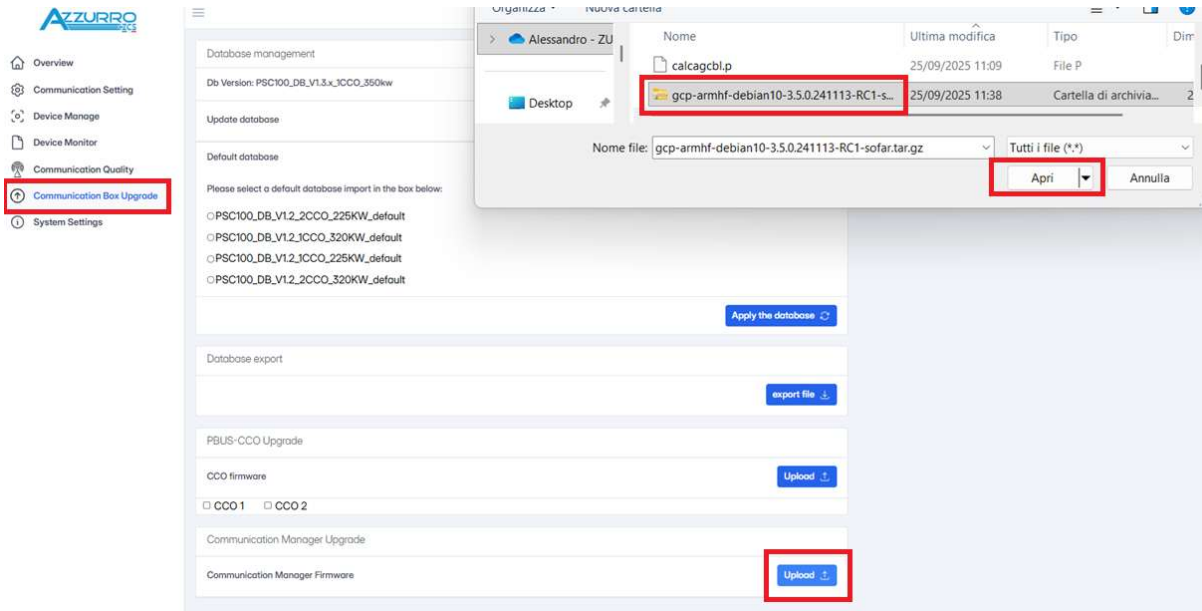 AZZURRO
ZCS
Overview
Communication Setting
Device Manage
Device Monitor
Communication Quality
Communication Box Upgrade
System Settings
Database management
Db Version: PSC100_DB_V1.3.x_1CCO_350kw
Update database
Default database
Please select a default database import in the box below:
PSC100_DB_V1.2_2CCO_225KW_default
PSC100_DB_V1.2_1CCO_320KW_default
PSC100_DB_V1.2_1CCO_225KW_default
PSC100_DB_V1.2_2CCO_320KW_default
Apply the database
Database export
export file
PBUS-CCO Upgrade
CCO firmware
Upload
CCO 1 CCO 2
Communication Manager Upgrade
Communication Manager Firmware
Upload
Organizza Nuova cartella
Alessandro - ZU
Desktop
Nome Ultima modifica Tipo Dim
calcagcbl.p 25/09/2025 11:09 File P
gcp-armhf-debian10-3.5.0.241113-RC1-s... 25/09/2025 11:38 Cartella di archivia... 2
Nome file: gcp-armhf-debian10-3.5.0.241113-RC1-sofar.tar.gz Tutti i file (*.*)
Apri Annulla